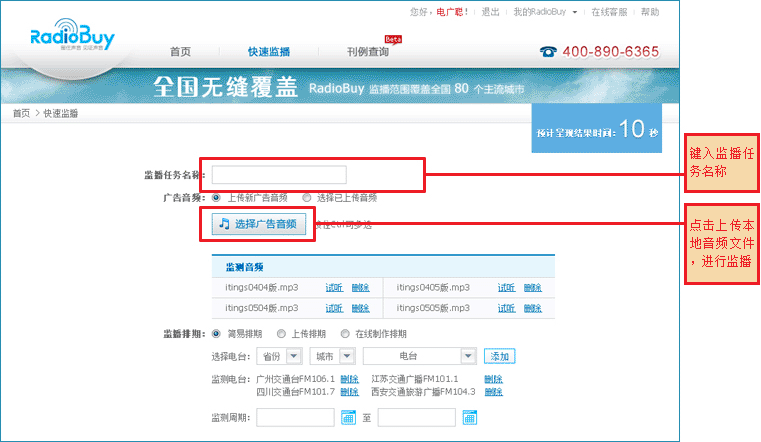 您好，电广聪！ | 退出 | 我的RadioBuy | 在线客服 | 帮助
RadioBuy
首页 快速监播 刊例查询 Beta 400-890-6365
全国无缝覆盖 RadioBuy 监播范围覆盖全国 80 个主流城市
首页 > 快速监播
预计呈现结果时间：10 秒
监播任务名称：
键入监播任务名称
广告音频： 上传新广告音频 选择已上传音频
选择广告音频 按住Ctrl可多选
点击上传本地音频文件，进行监播
监测音频
itings0404版.mp3 试听 删除 itings0405版.mp3 试听 删除
itings0504版.mp3 试听 删除 itings0505版.mp3 试听 删除
监播排期： 简易排期 上传排期 在线制作排期
选择电台： 省份 城市 电台 添加
监测电台： 广州交通台FM106.1 删除 江苏交通广播FM101.1 删除
四川交通台FM101.7 删除 西安交通旅游广播FM104.3 删除
监测周期： 至